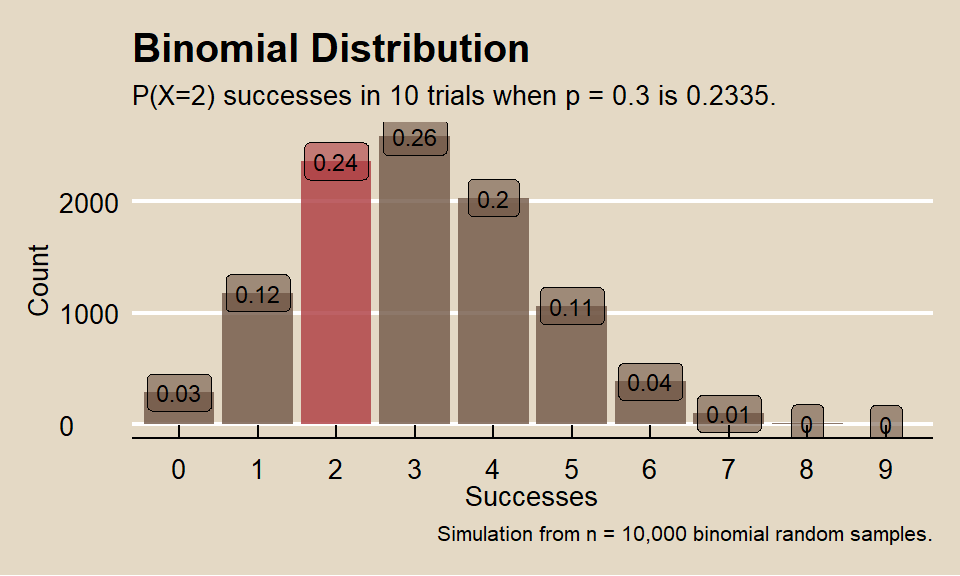 Binomial Distribution
P(X=2) successes in 10 trials when p = 0.3 is 0.2335.
Count
2000
1000
0
0.03
0.12
0.24
0.26
0.2
0.11
0.04
0.01
0
0
0 1 2 3 4 5 6 7 8 9
Successes
Simulation from n = 10,000 binomial random samples.